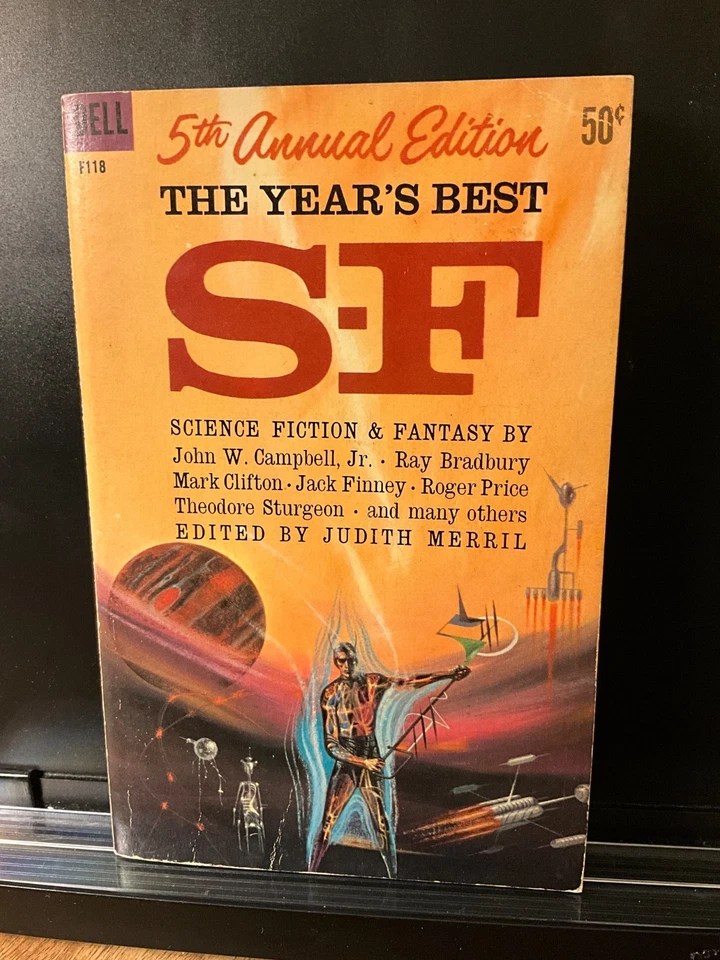 DELL
F118
50¢
5th Annual Edition
THE YEAR'S BEST
S-F
SCIENCE FICTION & FANTASY BY
John W. Campbell, Jr. · Ray Bradbury
Mark Clifton · Jack Finney · Roger Price
Theodore Sturgeon · and many others
EDITED BY JUDITH MERRIL